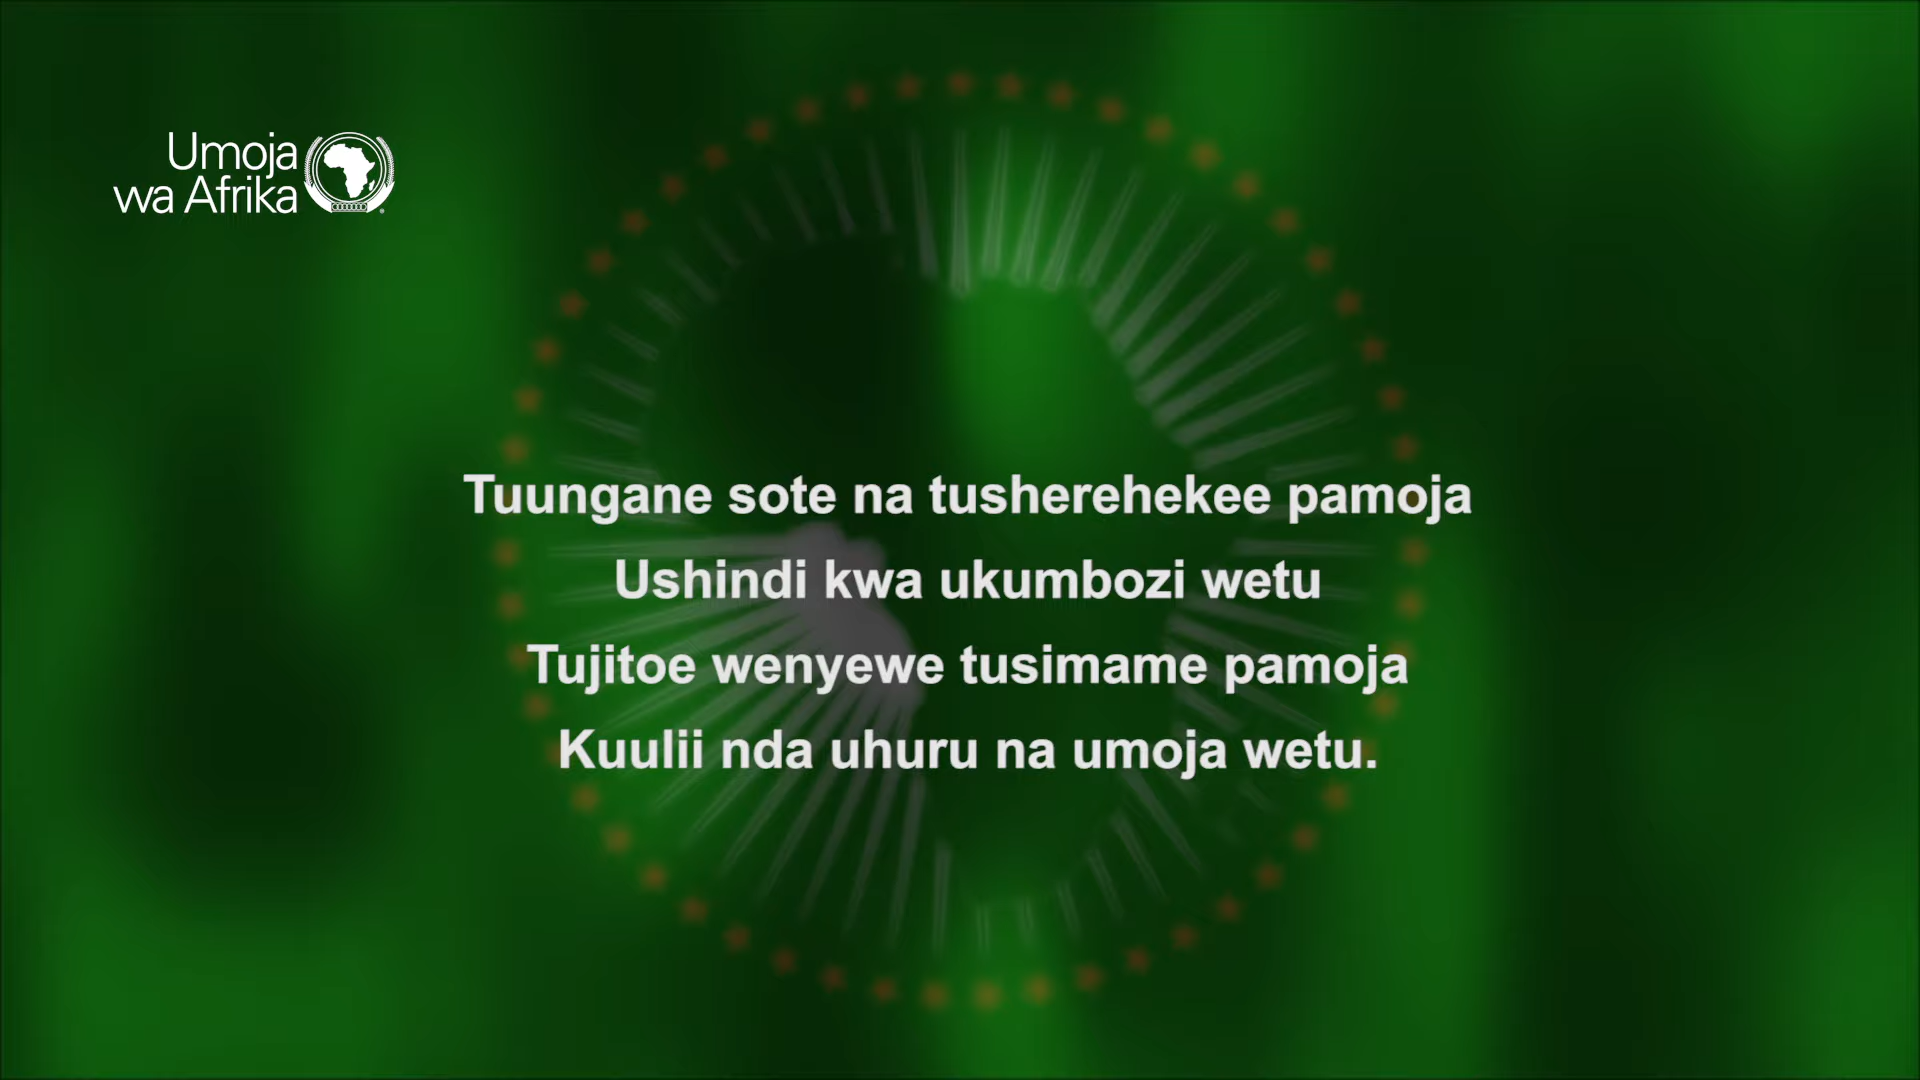 Umoja
wa Afrika
Tuungane sote na tusherehekee pamoja
Ushindi kwa ukumbozi wetu
Tujitoe wenyewe tusimame pamoja
Kuulii nda uhuru na umoja wetu.